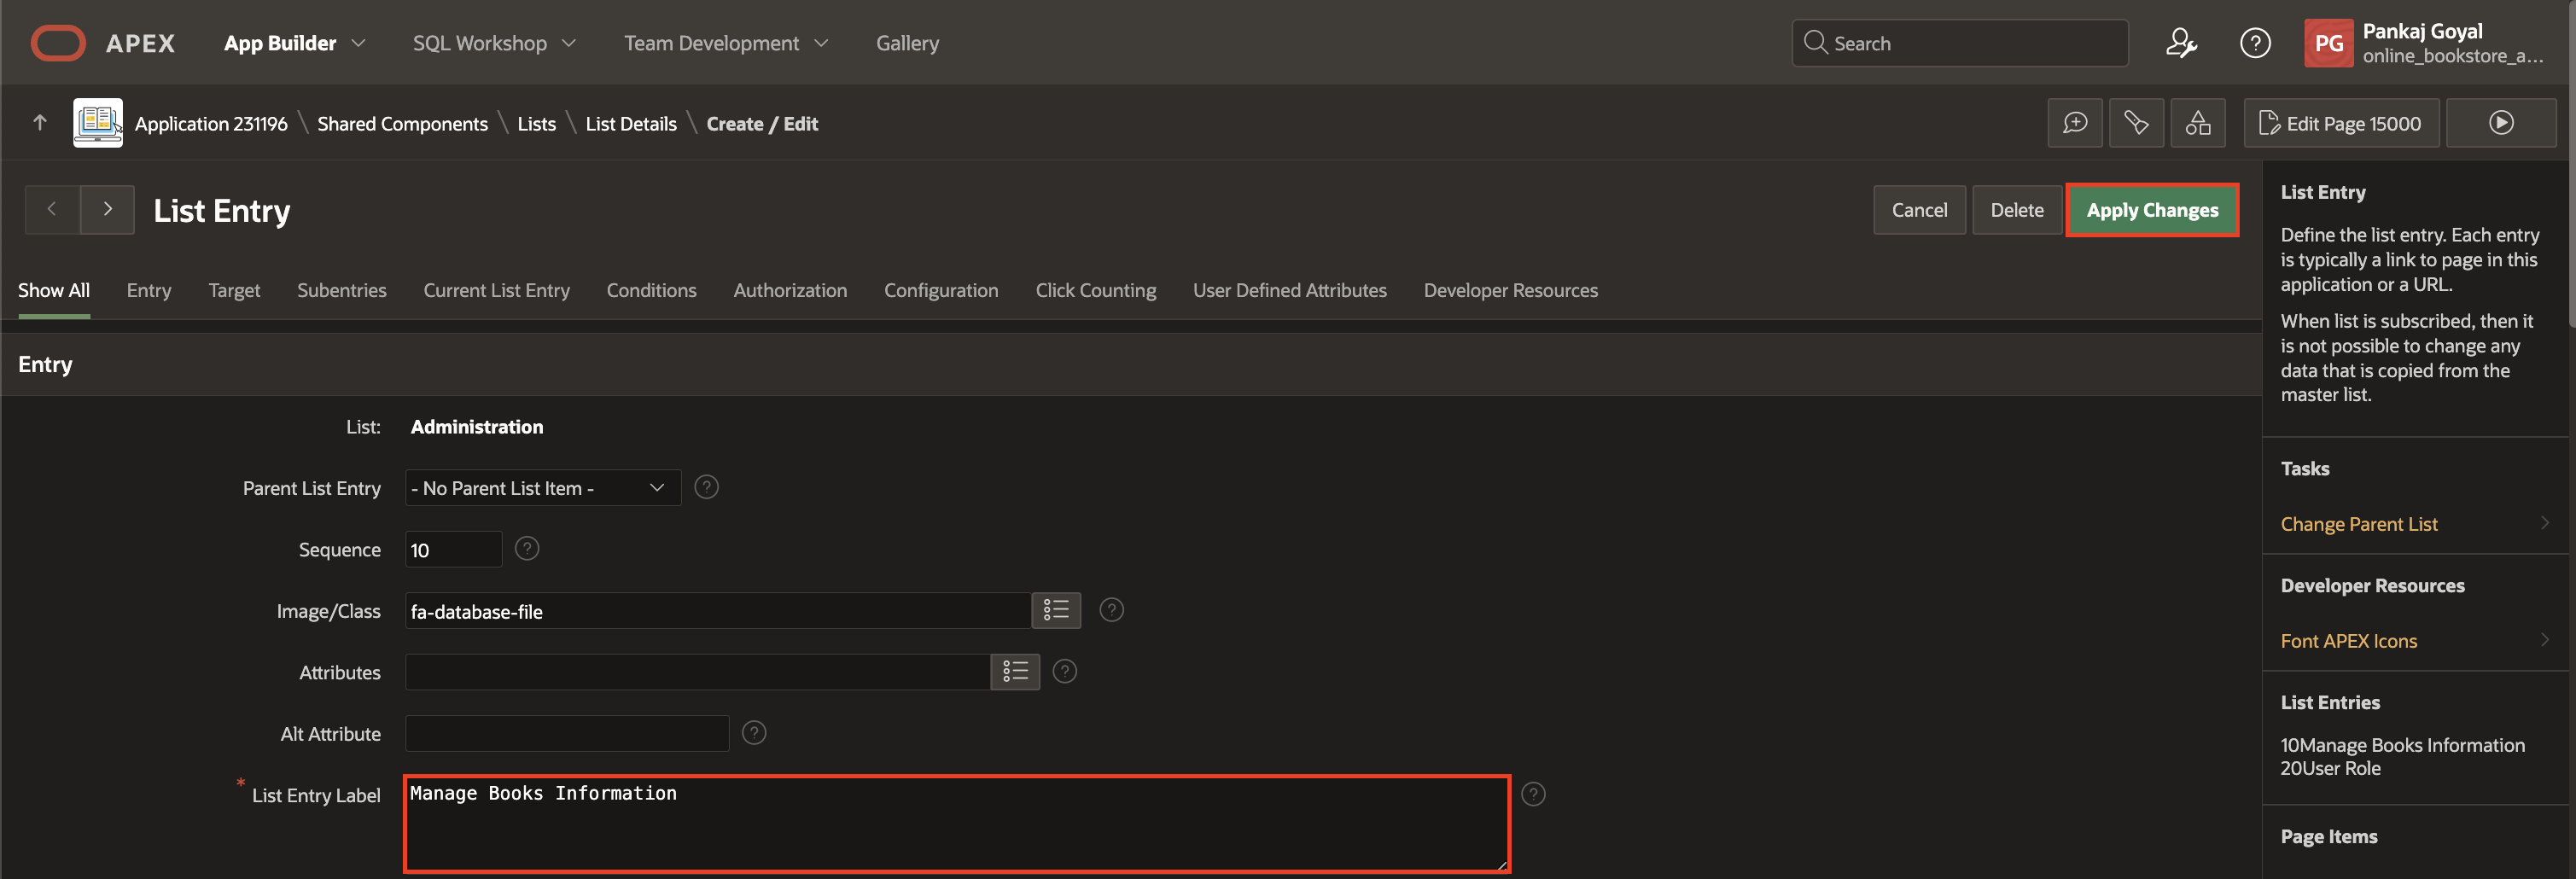 APEX App Builder SQL Workshop Team Development Gallery Search PG Pankaj Goyal
online_bookstore_a...
Application 231196 \ Shared Components \ Lists \ List Details \ Create / Edit Edit Page 15000
List Entry Cancel Delete Apply Changes
Show All Entry Target Subentries Current List Entry Conditions Authorization Configuration Click Counting User Defined Attributes Developer Resources
Entry
List: Administration
Parent List Entry - No Parent List Item - ?
Sequence 10 ?
Image/Class fa-database-file ?
Attributes ?
Alt Attribute ?
* List Entry Label Manage Books Information ?
List Entry
Define the list entry. Each entry
is typically a link to page in this
application or a URL.
When list is subscribed, then it
is not possible to change any
data that is copied from the
master list.
Tasks
Change Parent List
Developer Resources
Font APEX Icons
List Entries
10Manage Books Information
20User Role
Page Items